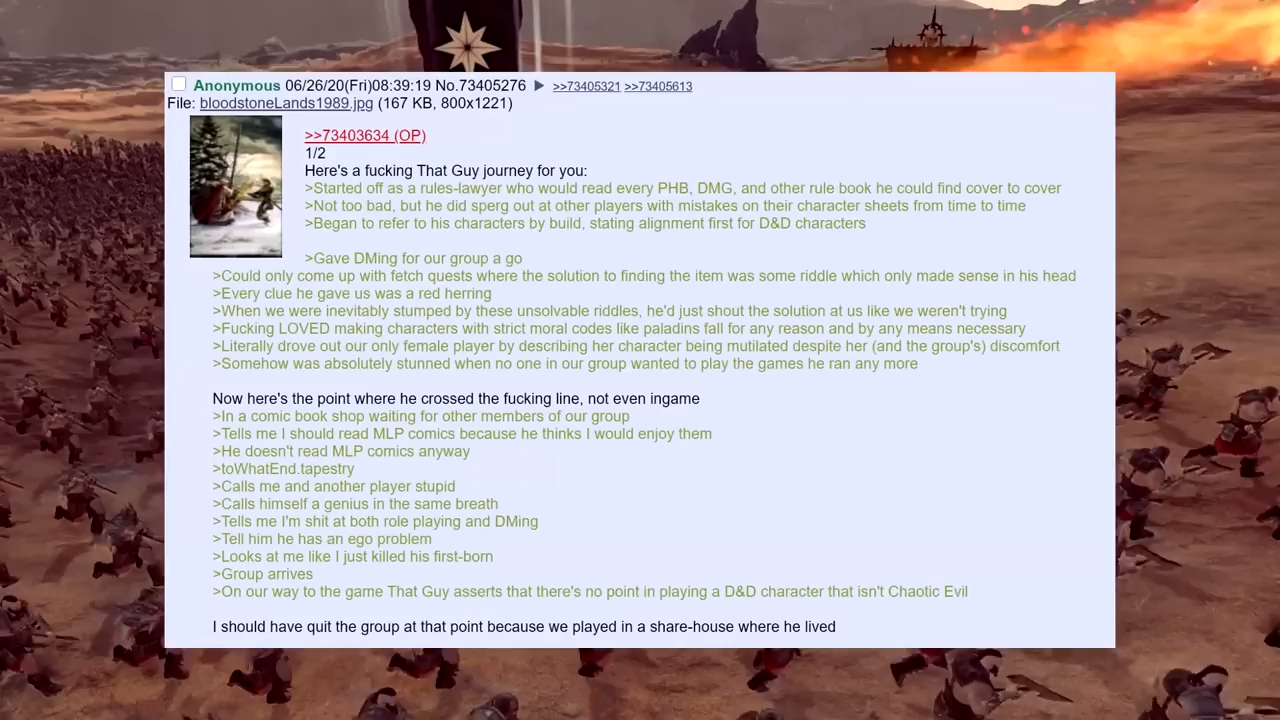 Anonymous 06/26/20(Fri)08:39:19 No.73405276 ▶ >>73405321 >>73405613
File: bloodstoneLands1989.jpg (167 KB, 800x1221)
>>73403634 (OP)
1/2
Here's a fucking That Guy journey for you:
>Started off as a rules-lawyer who would read every PHB, DMG, and other rule book he could find cover to cover
>Not too bad, but he did sperg out at other players with mistakes on their character sheets from time to time
>Began to refer to his characters by build, stating alignment first for D&D characters
>Gave DMing for our group a go
>Could only come up with fetch quests where the solution to finding the item was some riddle which only made sense in his head
>Every clue he gave us was a red herring
>When we were inevitably stumped by these unsolvable riddles, he'd just shout the solution at us like we weren't trying
>Fucking LOVED making characters with strict moral codes like paladins fall for any reason and by any means necessary
>Literally drove out our only female player by describing her character being mutilated despite her (and the group's) discomfort
>Somehow was absolutely stunned when no one in our group wanted to play the games he ran any more
Now here's the point where he crossed the fucking line, not even ingame
>In a comic book shop waiting for other members of our group
>Tells me I should read MLP comics because he thinks I would enjoy them
>He doesn't read MLP comics anyway
>toWhatEnd.tapestry
>Calls me and another player stupid
>Calls himself a genius in the same breath
>Tells me I'm shit at both role playing and DMing
>Tell him he has an ego problem
>Looks at me like I just killed his first-born
>Group arrives
>On our way to the game That Guy asserts that there's no point in playing a D&D character that isn't Chaotic Evil
I should have quit the group at that point because we played in a share-house where he lived